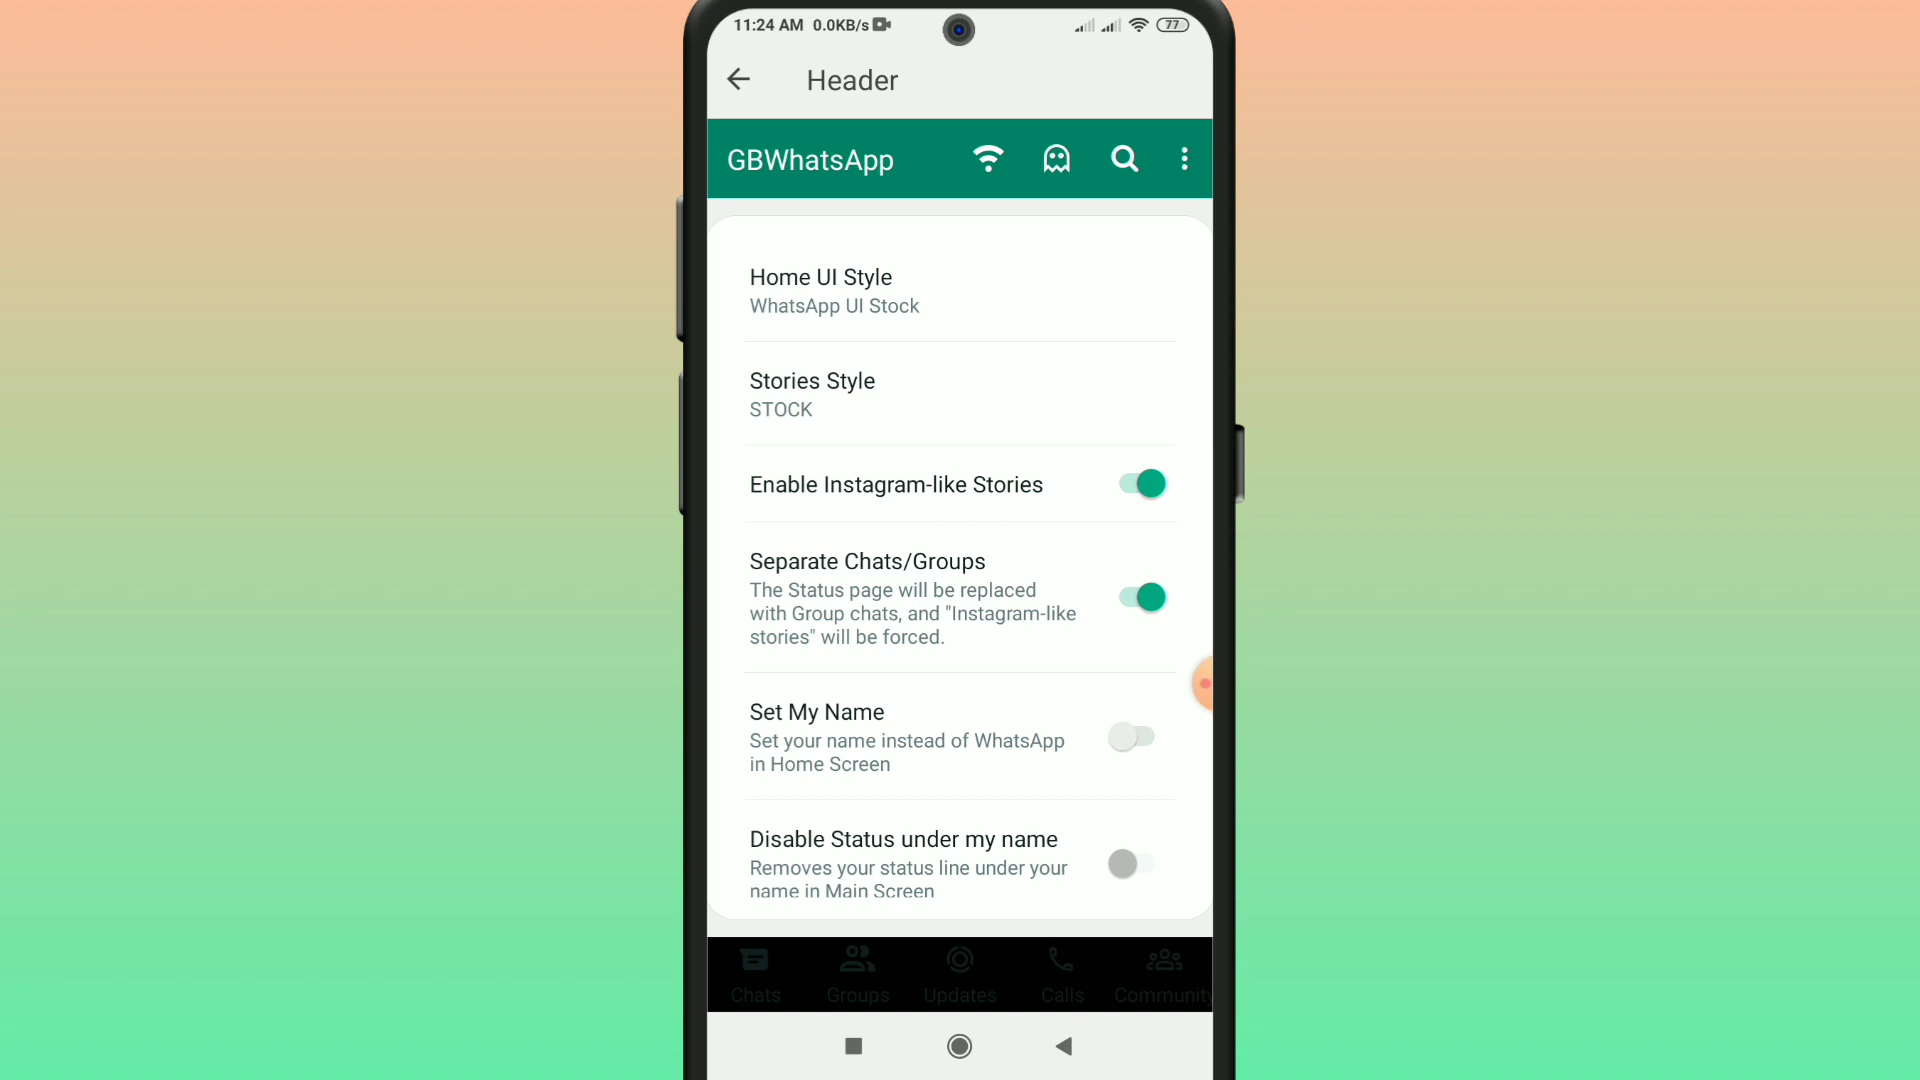 11:24 AM 0.0KB/s 77
Header
GBWhatsApp
Home UI Style
WhatsApp UI Stock
Stories Style
STOCK
Enable Instagram-like Stories
Separate Chats/Groups
The Status page will be replaced
with Group chats, and "Instagram-like
stories" will be forced.
Set My Name
Set your name instead of WhatsApp
in Home Screen
Disable Status under my name
Removes your status line under your
name in Main Screen
Chats Groups Updates Calls Community